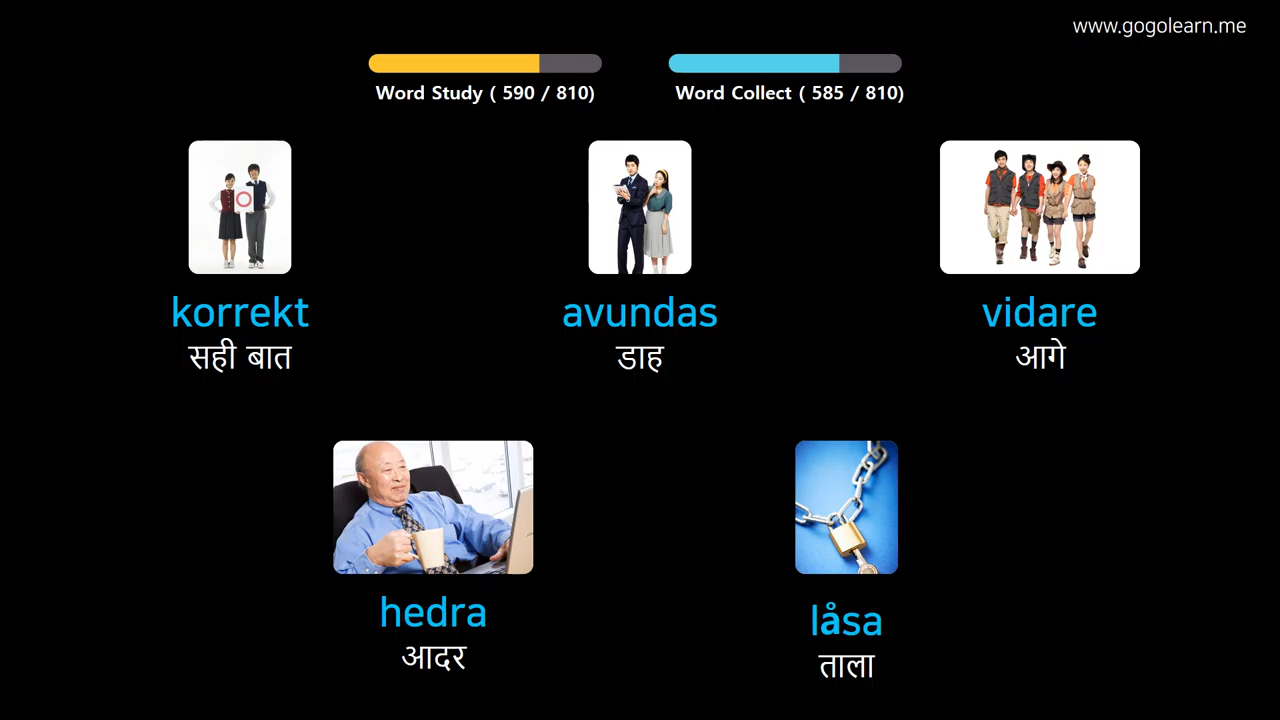 www.gogolearn.me
Word Study ( 590 / 810)
Word Collect ( 585 / 810)
korrekt
सही बात
avundas
डाह
vidare
आगे
hedra
आदर
låsa
ताला